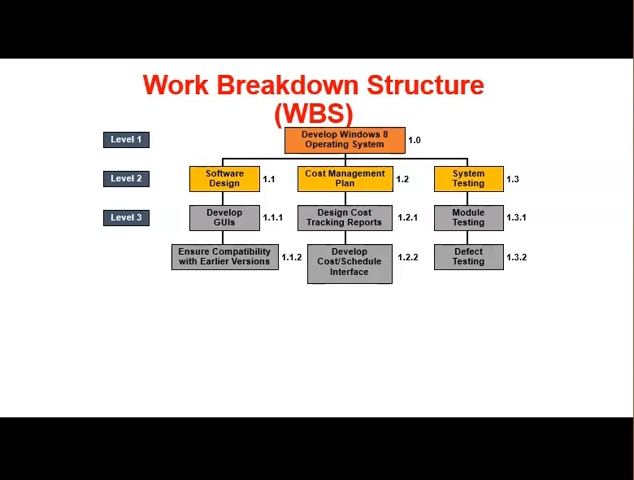 Work Breakdown Structure
(WBS)
Level 1
Develop Windows 8
Operating System
1.0
Level 2
Software
Design
1.1
Cost Management
Plan
1.2
System
Testing
1.3
Level 3
Develop
GUIs
1.1.1
Design Cost
Tracking Reports
1.2.1
Module
Testing
1.3.1
Ensure Compatibility
with Earlier Versions
1.1.2
Develop
Cost/Schedule
Interface
1.2.2
Defect
Testing
1.3.2